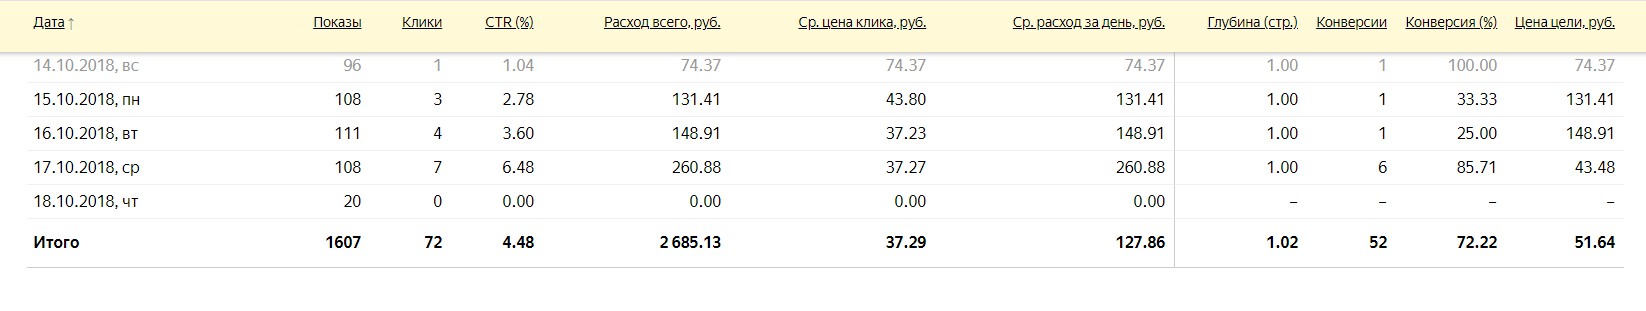 Дата ↑ Показы Клики CTR (%) Расход всего, руб. Ср. цена клика, руб. Ср. расход за день, руб. Глубина (стр.) Конверсии Конверсия (%) Цена цели, руб.
14.10.2018, вс 96 1 1.04 74.37 74.37 74.37 1.00 1 100.00 74.37
15.10.2018, пн 108 3 2.78 131.41 43.80 131.41 1.00 1 33.33 131.41
16.10.2018, вт 111 4 3.60 148.91 37.23 148.91 1.00 1 25.00 148.91
17.10.2018, ср 108 7 6.48 260.88 37.27 260.88 1.00 6 85.71 43.48
18.10.2018, чт 20 0 0.00 0.00 0.00 0.00 – – – –
Итого 1607 72 4.48 2 685.13 37.29 127.86 1.02 52 72.22 51.64